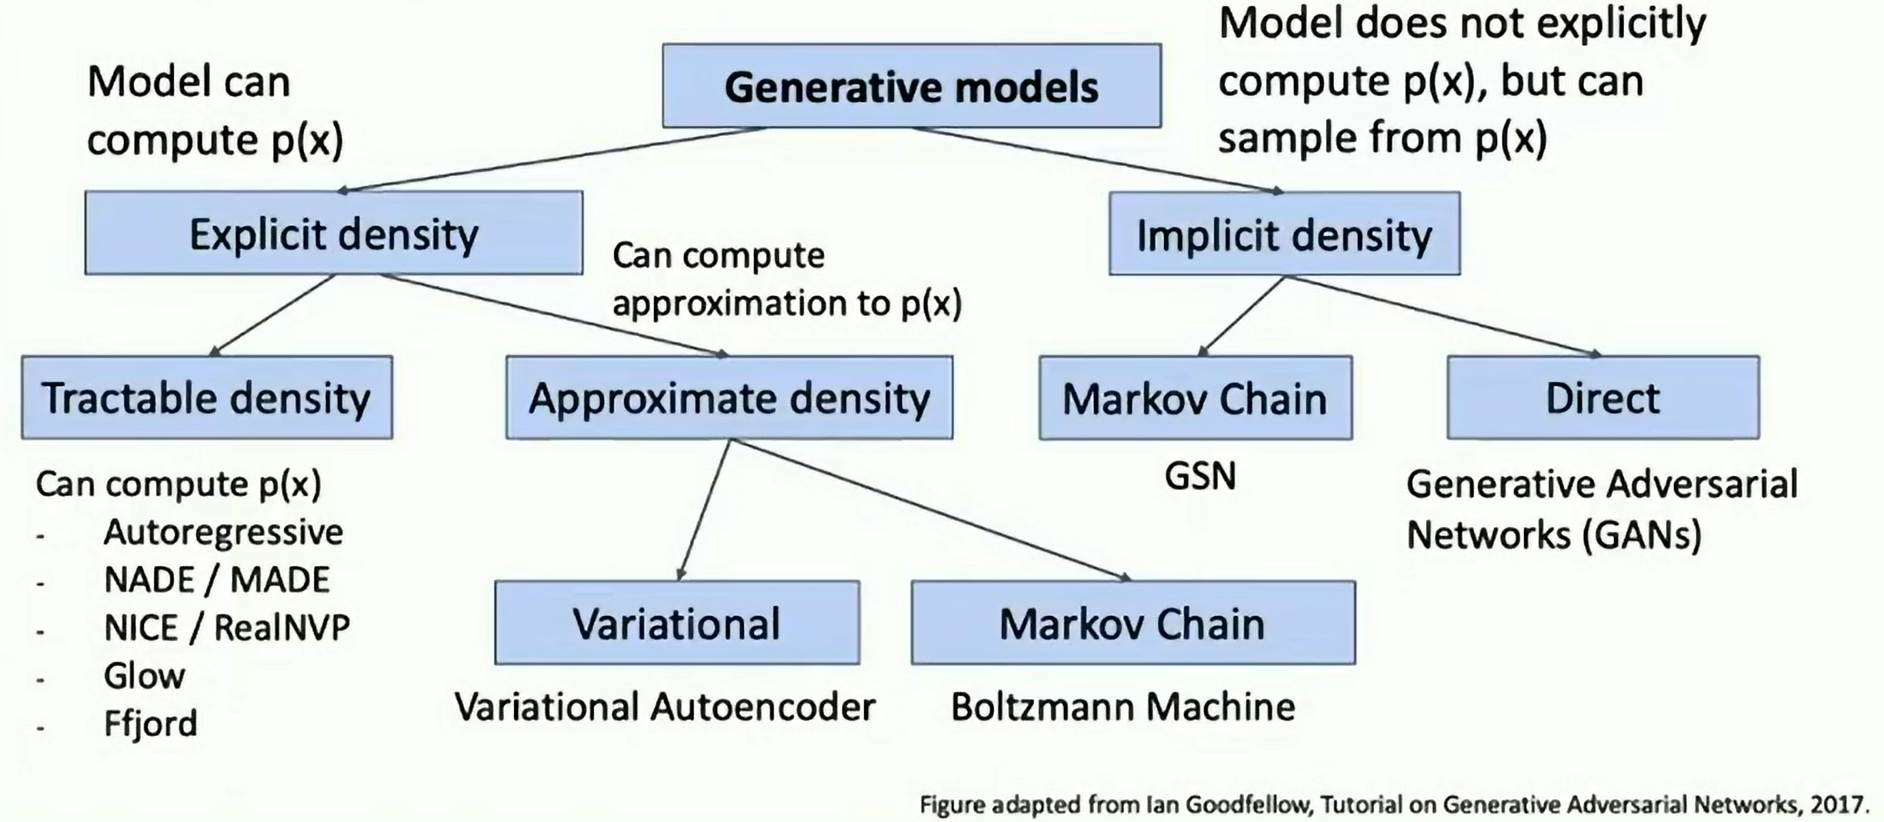 Model can
compute p(x)
Generative models
Model does not explicitly
compute p(x), but can
sample from p(x)
Explicit density
Can compute
approximation to p(x)
Implicit density
Tractable density
Approximate density
Markov Chain
Direct
Can compute p(x)
- Autoregressive
- NADE / MADE
- NICE / RealNVP
- Glow
- Ffjord
GSN
Generative Adversarial
Networks (GANs)
Variational
Markov Chain
Variational Autoencoder
Boltzmann Machine
Figure adapted from Ian Goodfellow, Tutorial on Generative Adversarial Networks, 2017.